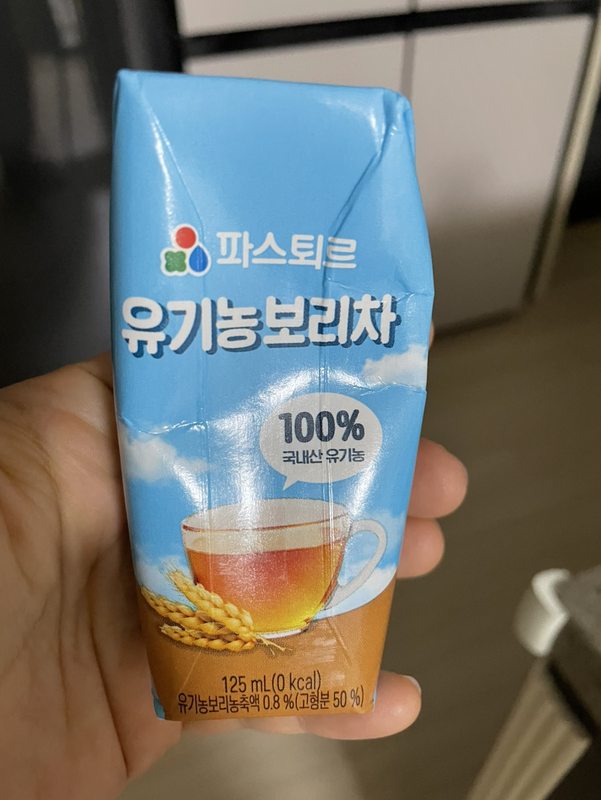 파스퇴르
유기농보리차
100%
국내산 유기농
125 mL(0 kcal)
유기농보리농축액 0.8 %(고형분 50 %)